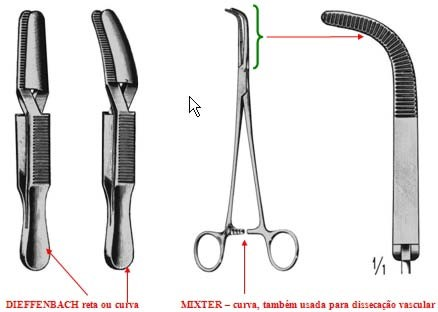 1/1
DIEFFENBACH reta ou curva
MIXTER – curva, também usada para dissecação vascular